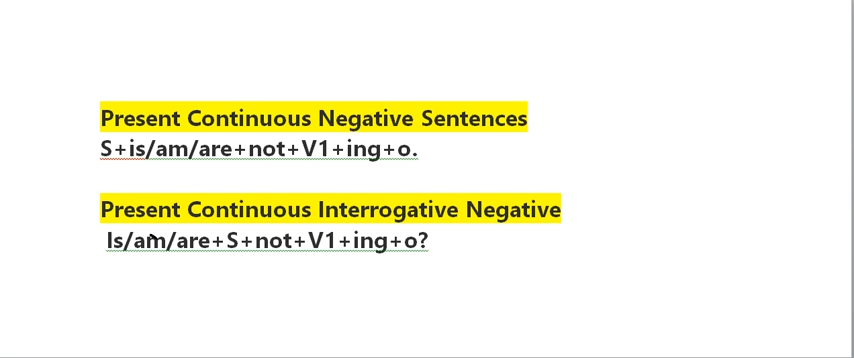 Present Continuous Negative Sentences
S+is/am/are+not+V1+ing+o.
Present Continuous Interrogative Negative
Is/am/are+S+not+V1+ing+o?